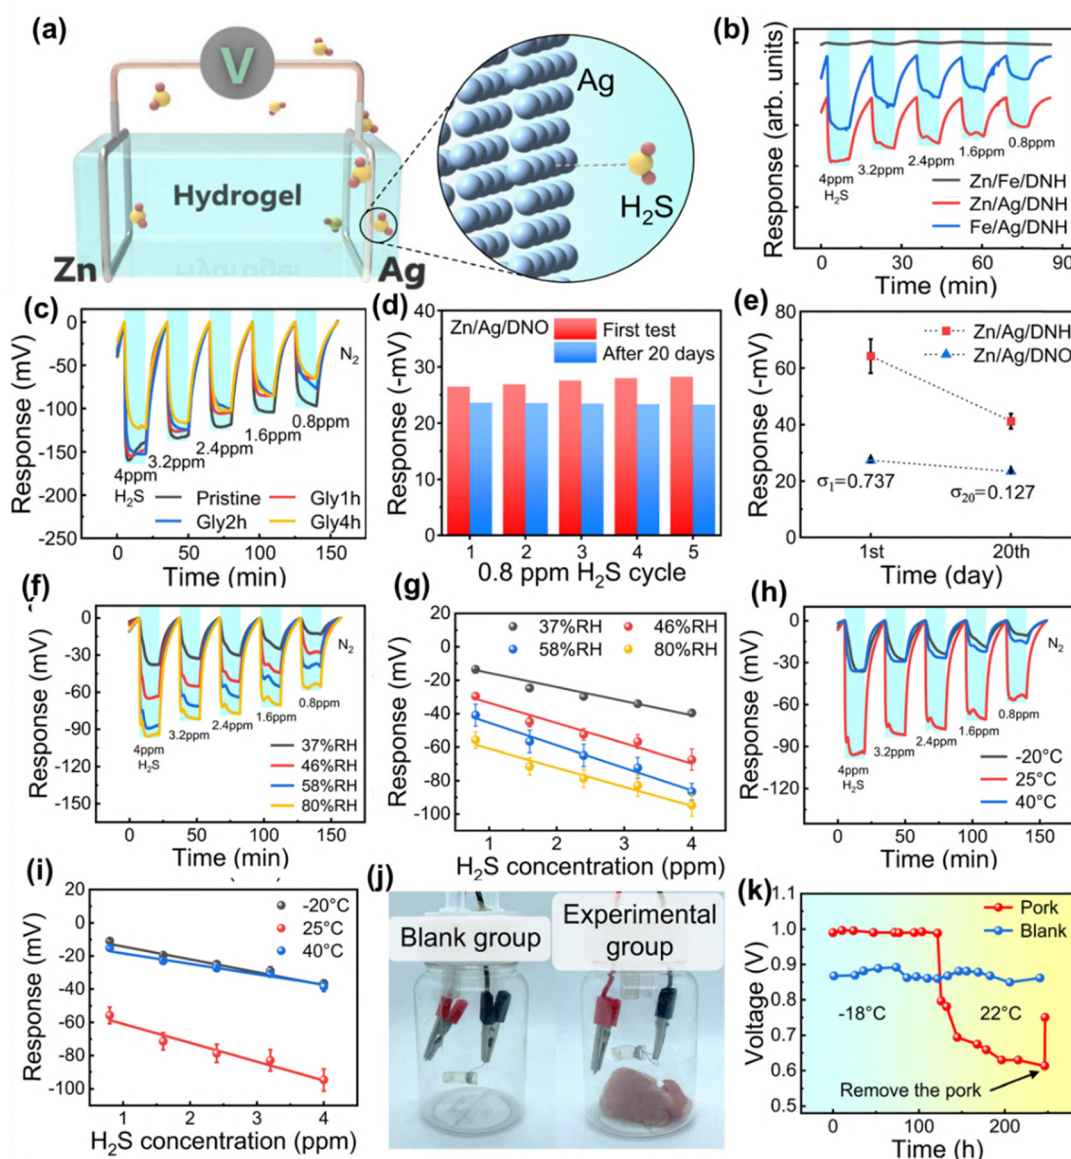 (a)
V
Hydrogel
Zn
Ag
Ag
H2S
(b)
Response (arb. units)
4ppm
H2S
3.2ppm
2.4ppm
1.6ppm
0.8ppm
Zn/Fe/DNH
Zn/Ag/DNH
Fe/Ag/DNH
0 30 60 90
Time (min)
(c)
Response (mV)
0
-50
-100
-150
-200
-250
N2
4ppm
H2S
3.2ppm
2.4ppm
1.6ppm
0.8ppm
Pristine
Gly1h
Gly2h
Gly4h
0 50 100 150
Time (min)
(d)
Response (-mV)
40
30
20
10
0
Zn/Ag/DNO
First test
After 20 days
1 2 3 4 5
0.8 ppm H2S cycle
(e)
Response (-mV)
80
60
40
20
0
Zn/Ag/DNH
Zn/Ag/DNO
σ1=0.737
σ20=0.127
1st 20th
Time (day)
(f)
Response (mV)
0
-30
-60
-90
-120
-150
N2
4ppm
H2S
3.2ppm
2.4ppm
1.6ppm
0.8ppm
37%RH
46%RH
58%RH
80%RH
0 50 100 150
Time (min)
(g)
Response (mV)
20
0
-20
-40
-60
-80
-100
37%RH
46%RH
58%RH
80%RH
1 2 3 4
H2S concentration (ppm)
(h)
Response (mV)
0
-30
-60
-90
-120
N2
4ppm
H2S
3.2ppm
2.4ppm
1.6ppm
0.8ppm
-20°C
25°C
40°C
0 50 100 150
Time (min)
(i)
Response (mV)
20
0
-20
-40
-60
-80
-100
-20°C
25°C
40°C
1 2 3 4
H2S concentration (ppm)
(j)
Blank group
Experimental
group
(k)
Voltage (V)
1.1
1.0
0.9
0.8
0.7
0.6
0.5
Pork
Blank
-18°C
22°C
Remove the pork
0 100 200
Time (h)